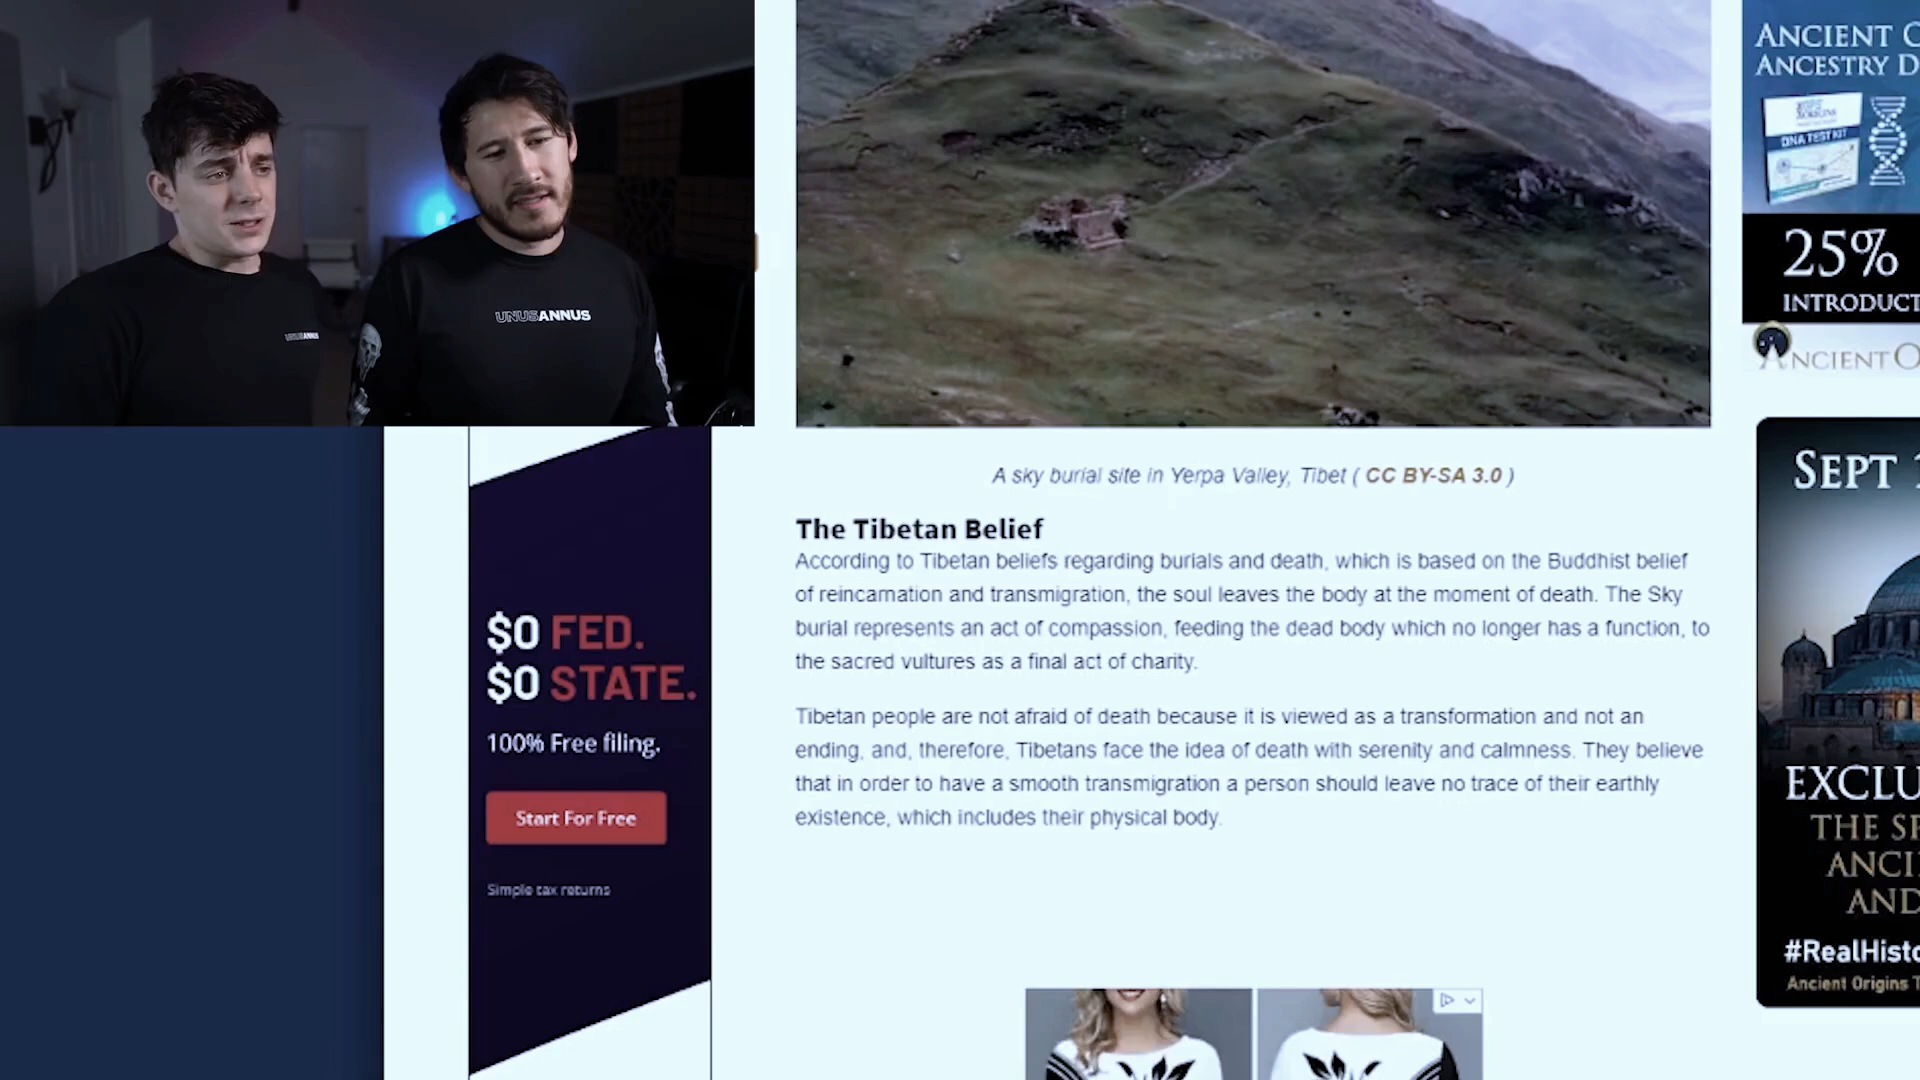 UNUSANNUS
UNUSANNUS
ANCIENT
ANCESTRY
DNA TEST KIT
25%
A sky burial site in Yerpa Valley, Tibet ( CC BY-SA 3.0 )
The Tibetan Belief
According to Tibetan beliefs regarding burials and death, which is based on the Buddhist belief
of reincarnation and transmigration, the soul leaves the body at the moment of death. The Sky
burial represents an act of compassion, feeding the dead body which no longer has a function, to
the sacred vultures as a final act of charity.
Tibetan people are not afraid of death because it is viewed as a transformation and not an
ending, and, therefore, Tibetans face the idea of death with serenity and calmness. They believe
that in order to have a smooth transmigration a person should leave no trace of their earthly
existence, which includes their physical body.
$0 FED.
$0 STATE.
100% Free filing.
Start For Free
Simple tax returns
INTRODUCT
ANCIENT O
SEPT
EXCLU
THE SP
ANCI
AND
#RealHisto
Ancient Origins T